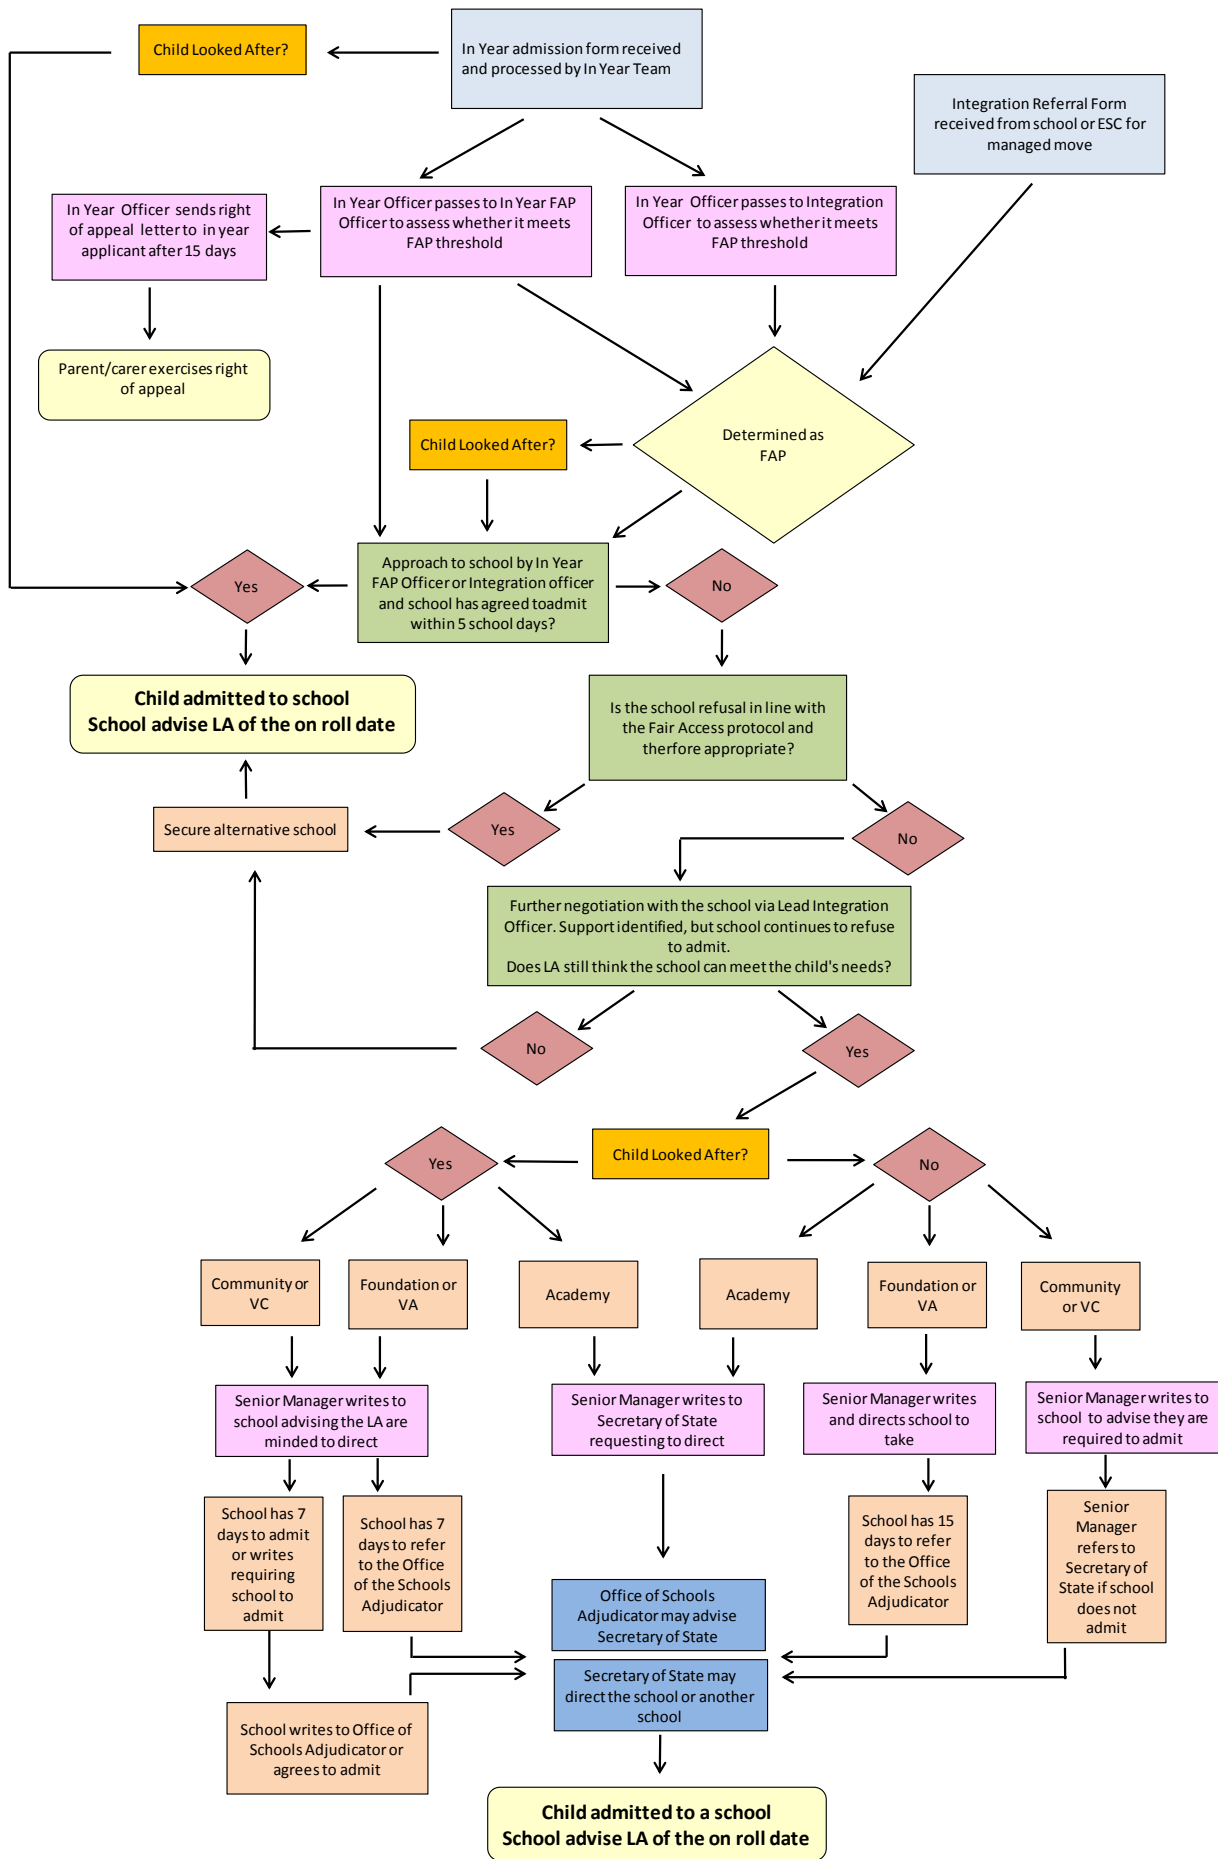 Child Looked After?
In Year admission form received
and processed by In Year Team
Integration Referral Form
received from school or ESC for
managed move
In Year Officer sends right
of appeal letter to in year
applicant after 15 days
In Year Officer passes to In Year FAP
Officer to assess whether it meets
FAP threshold
In Year Officer passes to Integration
Officer to assess whether it meets
FAP threshold
Parent/carer exercises right
of appeal
Child Looked After?
Determined as
FAP
Yes
Approach to school by In Year
FAP Officer or Integration officer
and school has agreed toadmit
within 5 school days?
No
Child admitted to school
School advise LA of the on roll date
Is the school refusal in line with
the Fair Access protocol and
therfore appropriate?
Secure alternative school
Yes
No
Further negotiation with the school via Lead Integration
Officer. Support identified, but school continues to refuse
to admit.
Does LA still think the school can meet the child's needs?
No
Yes
Yes
Child Looked After?
No
Community or
VC
Foundation or
VA
Academy
Academy
Foundation or
VA
Community
or VC
Senior Manager writes to
school advising the LA are
minded to direct
Senior Manager writes to
Secretary of State
requesting to direct
Senior Manager writes
and directs school to
take
Senior Manager writes to
school to advise they are
required to admit
School has 7
days to admit
or writes
requiring
school to
admit
School has 7
days to refer
to the Office
of the Schools
Adjudicator
Office of Schools
Adjudicator may advise
Secretary of State
School has 15
days to refer
to the Office
of the Schools
Adjudicator
Senior
Manager
refers to
Secretary of
State if school
does not
admit
Secretary of State may
direct the school or another
school
School writes to Office of
Schools Adjudicator or
agrees to admit
Child admitted to a school
School advise LA of the on roll date